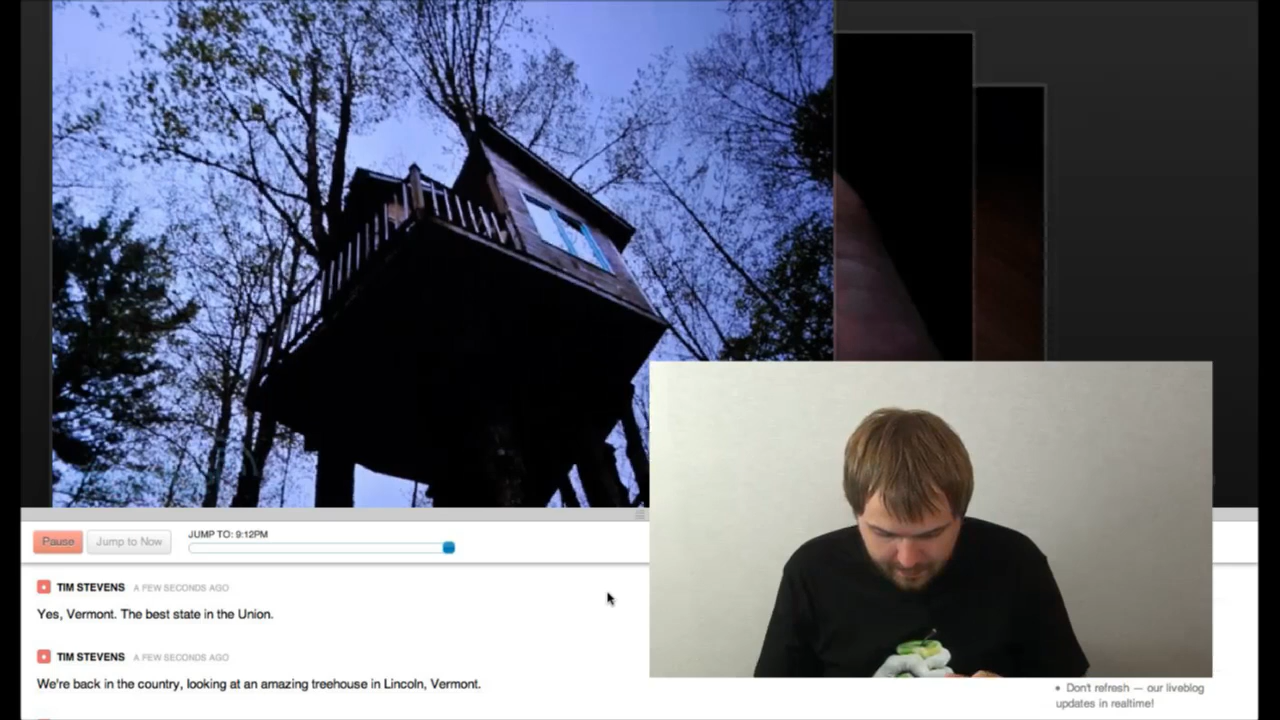 Pause
Jump to Now
JUMP TO: 9:12PM
TIM STEVENS A FEW SECONDS AGO
Yes, Vermont. The best state in the Union.
TIM STEVENS A FEW SECONDS AGO
We're back in the country, looking at an amazing treehouse in Lincoln, Vermont.
• Don't refresh — our liveblog
updates in realtime!